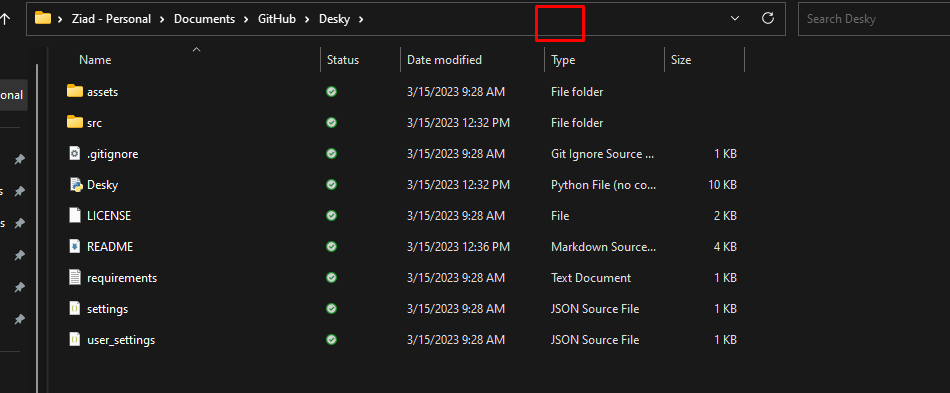 Ziad - Personal > Documents > GitHub > Desky >
Search Desky
Name Status Date modified Type Size
onal
assets 3/15/2023 9:28 AM File folder
src 3/15/2023 12:32 PM File folder
.gitignore 3/15/2023 9:28 AM Git Ignore Source ... 1 KB
Desky 3/15/2023 12:32 PM Python File (no co... 10 KB
s
LICENSE 3/15/2023 9:28 AM File 2 KB
s
README 3/15/2023 12:36 PM Markdown Source... 4 KB
requirements 3/15/2023 9:28 AM Text Document 1 KB
settings 3/15/2023 9:28 AM JSON Source File 1 KB
user_settings 3/15/2023 9:28 AM JSON Source File 1 KB